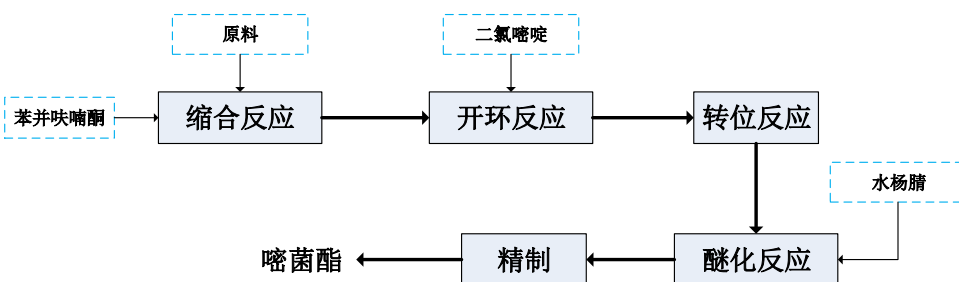 原料
二氯嘧啶
苯并呋喃酮
缩合反应
开环反应
转位反应
水杨腈
嘧菌酯
精制
醚化反应